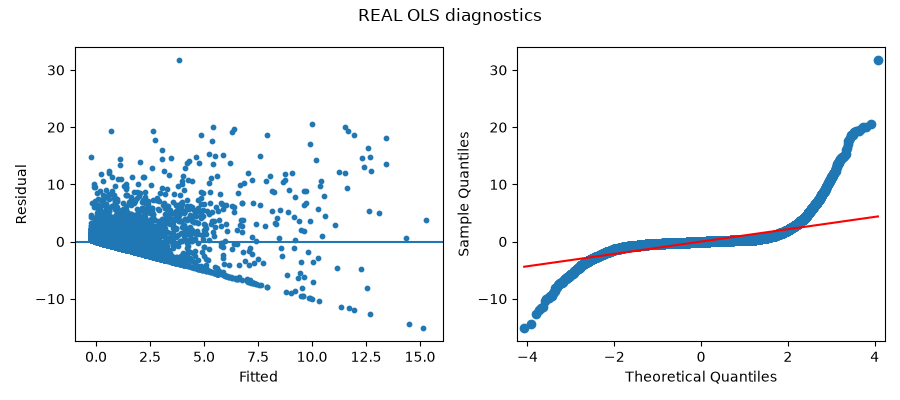 REAL OLS diagnostics
Residual
30
20
10
0
−10
0.0 2.5 5.0 7.5 10.0 12.5 15.0
Fitted
Sample Quantiles
30
20
10
0
−10
−4 −2 0 2 4
Theoretical Quantiles